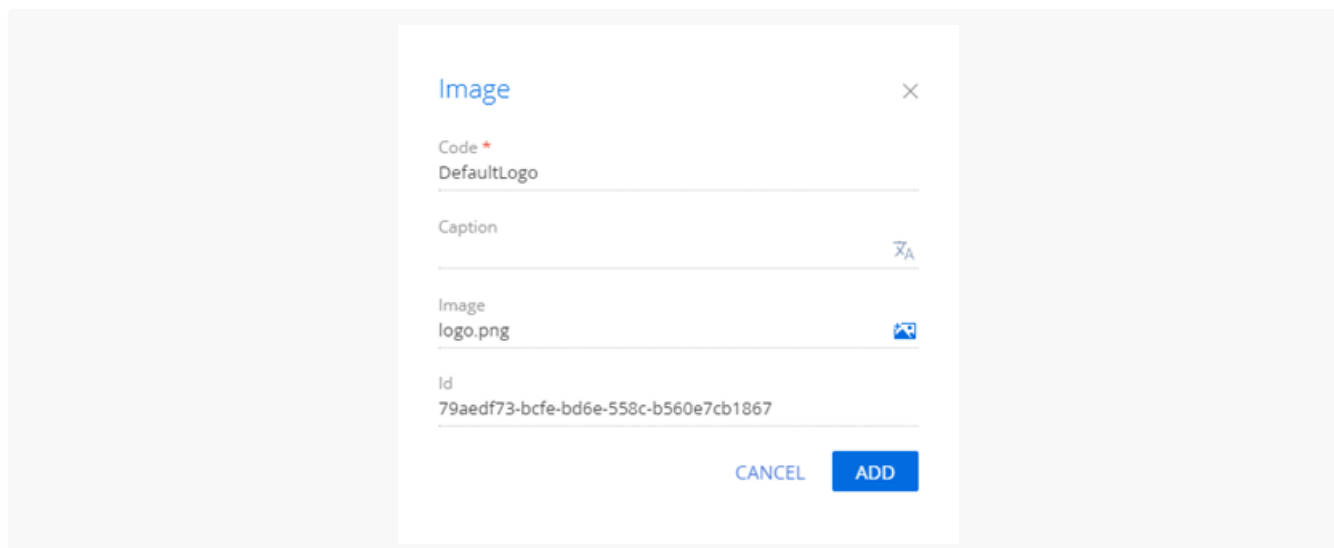 Image
Code *
DefaultLogo
Caption
Image
logo.png
Id
79aedf73-bcfe-bd6e-558c-b560e7cb1867
CANCEL ADD